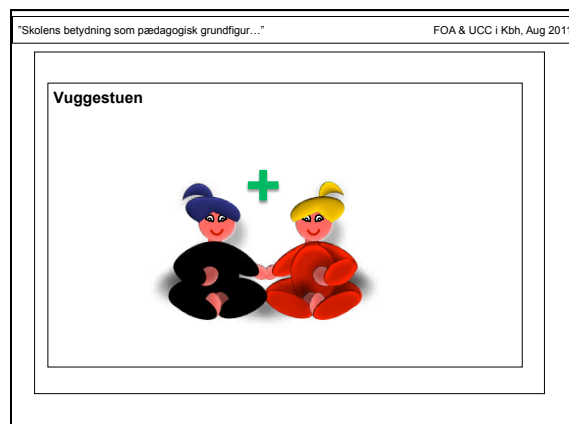 "Skolens betydning som pædagogisk grundfigur…" FOA & UCC i Kbh, Aug 2011
Vuggestuen